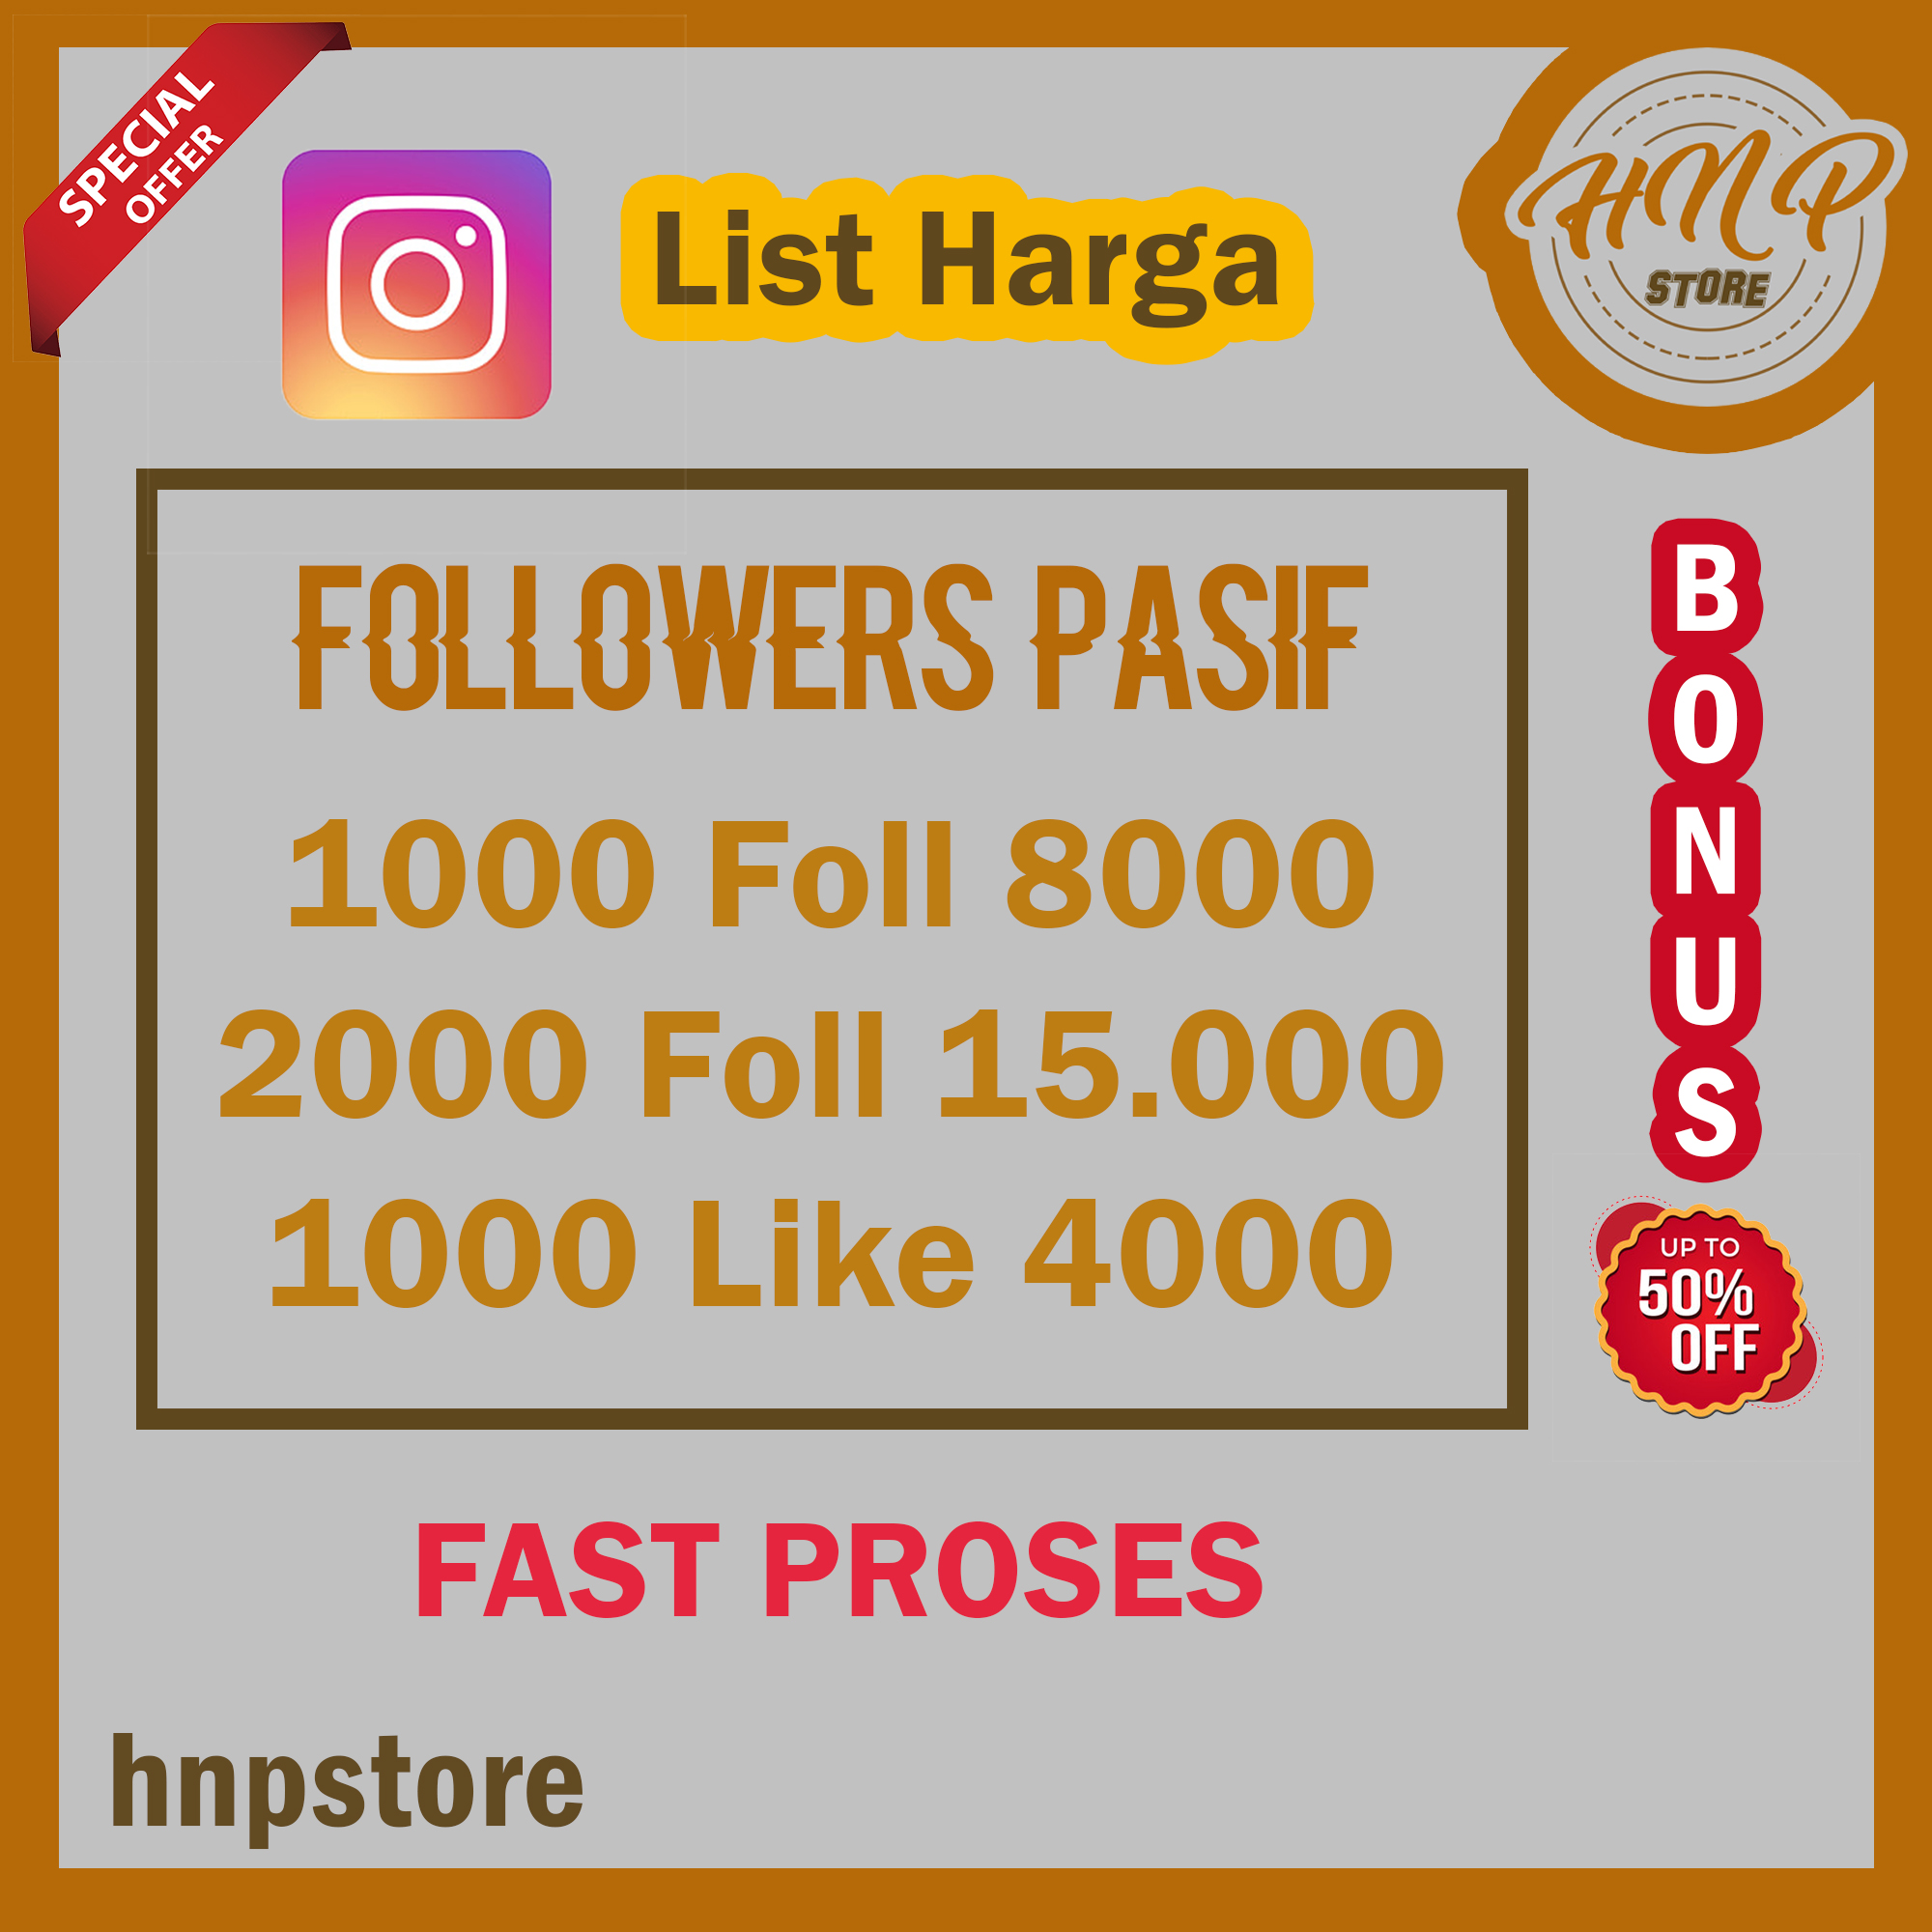 SPECIAL
OFFER
List Harga
HNP
STORE
FOLLOWERS PASIF
1000 Foll 8000
2000 Foll 15.000
1000 Like 4000
BONUS
UP TO
50%
OFF
FAST PROSES
hnpstore